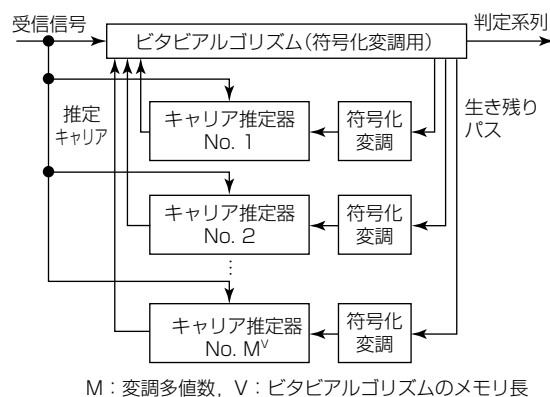 受信信号
ビタビアルゴリズム(符号化変調用)
判定系列
推定
キャリア
キャリア推定器
No. 1
符号化
変調
生き残り
パス
キャリア推定器
No. 2
符号化
変調
⋮
キャリア推定器
No. Mⱽ
符号化
変調
M:変調多値数,V:ビタビアルゴリズムのメモリ長